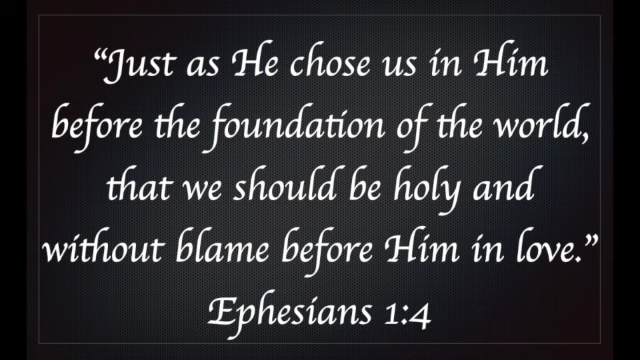 “Just as He chose us in Him
before the foundation of the world,
that we should be holy and
without blame before Him in love.”
Ephesians 1:4